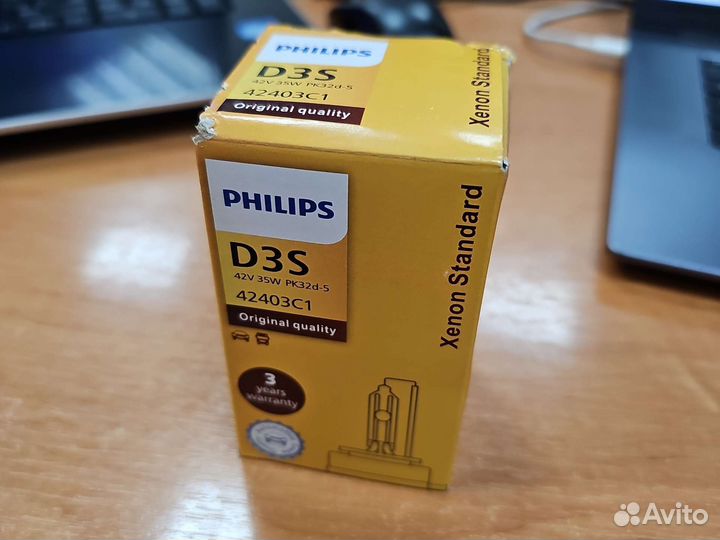 PHILIPS
D3S
42V 35W PK32d-5
42403C1
Original quality
Xenon Standard
PHILIPS
D3S
42V 35W PK32d-5
42403C1
Original quality
Xenon Standard
3
years
warranty
Avito